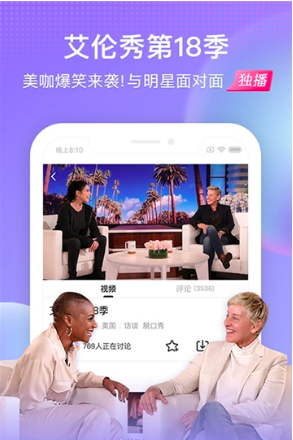 艾伦秀第18季
美咖爆笑来袭!与明星面对面 独播
晚上8:10
视频 评论 (3936)
8季
美国 | 访谈 脱口秀
769人正在讨论